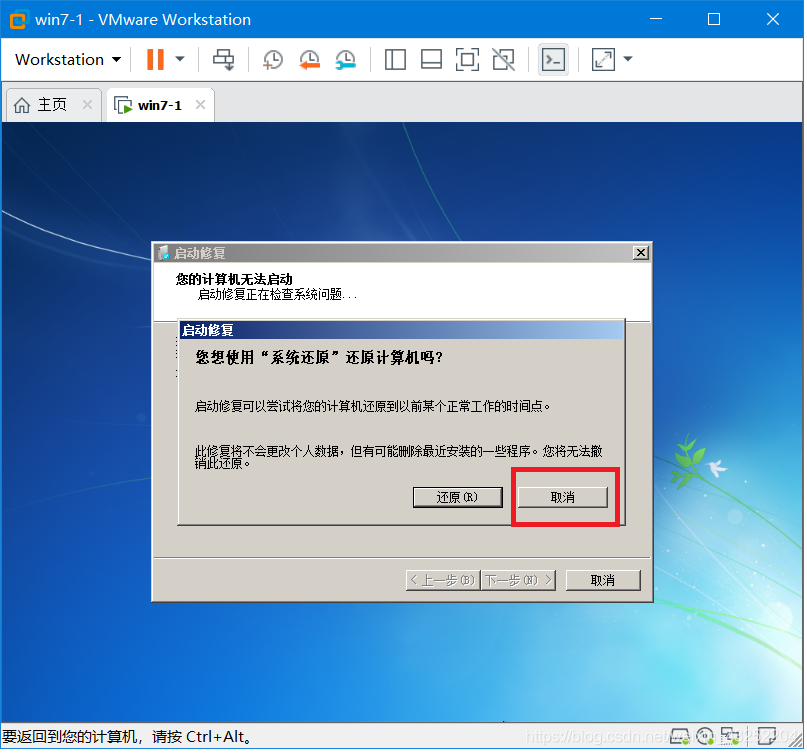 win7-1 - VMware Workstation
Workstation
主页
win7-1
启动修复
您的计算机无法启动
启动修复正在检查系统问题...
启动修复
您想使用“系统还原”还原计算机吗?
启动修复可以尝试将您的计算机还原到以前某个正常工作的时间点。
此修复将不会更改个人数据，但有可能删除最近安装的一些程序。您将无法撤
销此还原。
还原(R)
取消
< 上一步(B)
下一步(N) >
取消
要返回到您的计算机，请按 Ctrl+Alt。
https://blog.csdn.net